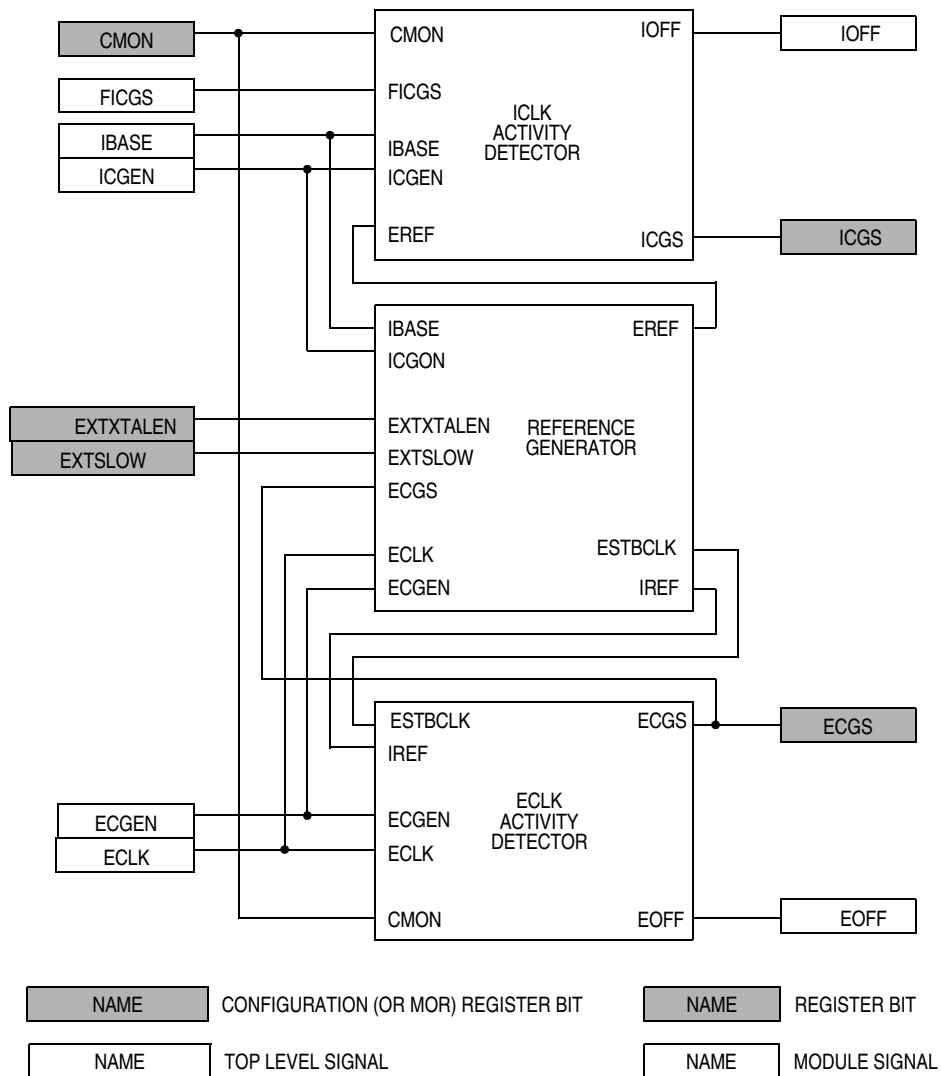 CMON
FICGS
IBASE
ICGEN
CMON
FICGS
IBASE
ICGEN
EREF
ICLK
ACTIVITY
DETECTOR
IOFF
ICGS
IOFF
ICGS
EXTXTALEN
EXTSLOW
IBASE
ICGON
EXTXTALEN
EXTSLOW
ECGS
ECLK
ECGEN
REFERENCE
GENERATOR
EREF
ESTBCLK
IREF
ECGEN
ECLK
ESTBCLK
IREF
ECGEN
ECLK
CMON
ECLK
ACTIVITY
DETECTOR
ECGS
EOFF
ECGS
EOFF
NAME CONFIGURATION (OR MOR) REGISTER BIT
NAME REGISTER BIT
NAME TOP LEVEL SIGNAL
NAME MODULE SIGNAL